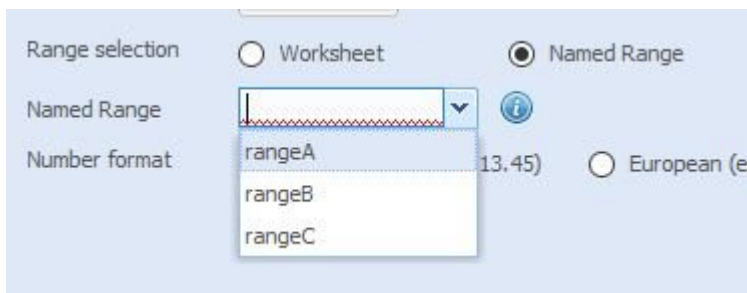 Range selection Worksheet Named Range
Named Range
rangeA
Number format 13.45) European (e
rangeB
rangeC